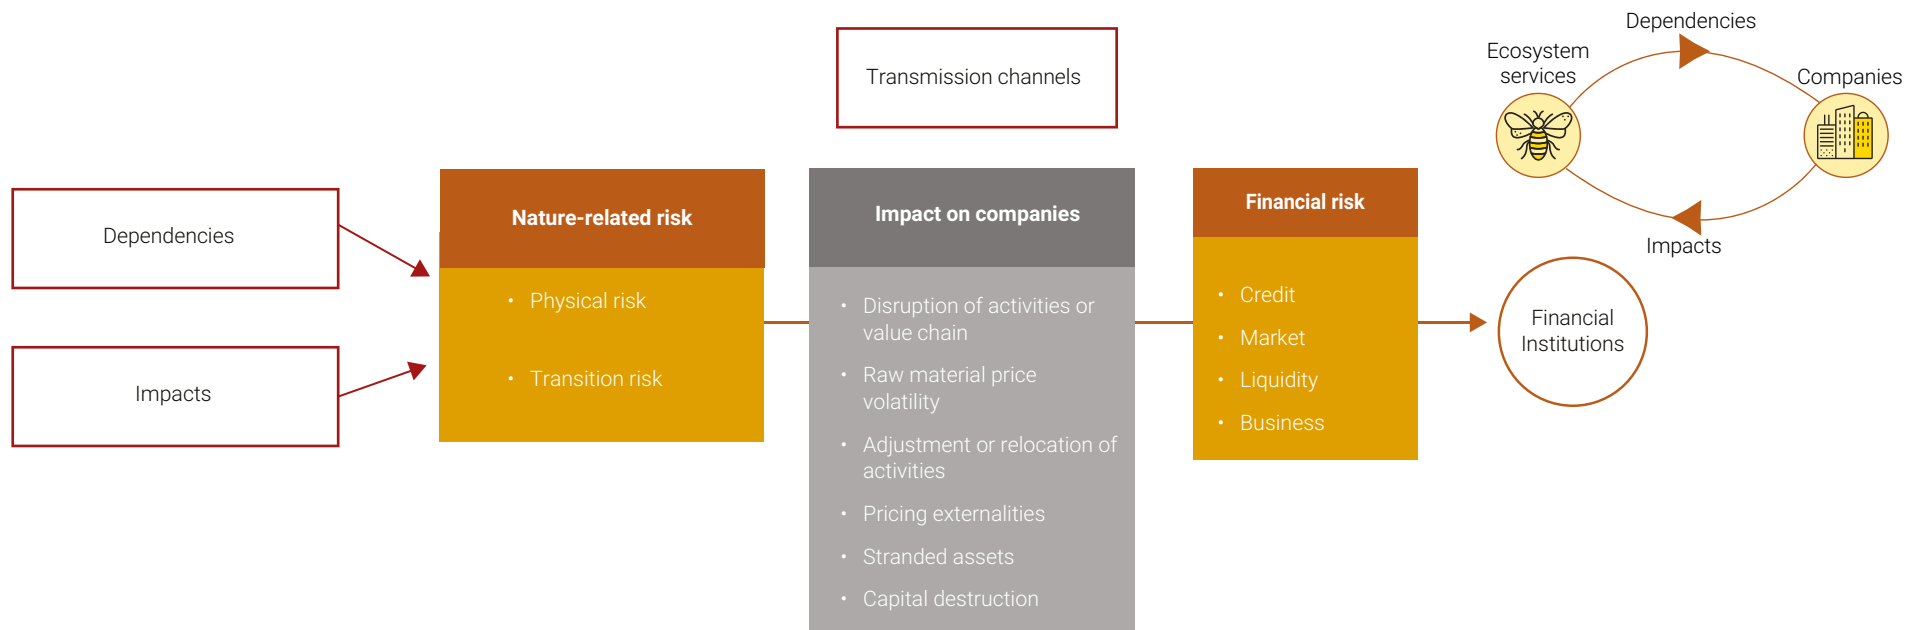 Dependencies
Impacts
Nature-related risk
• Physical risk
• Transition risk
Transmission channels
Impact on companies
• Disruption of activities or
value chain
• Raw material price
volatility
• Adjustment or relocation of
activities
• Pricing externalities
• Stranded assets
• Capital destruction
Financial risk
• Credit
• Market
• Liquidity
• Business
Dependencies
Ecosystem
services
Companies
Impacts
Financial
Institutions